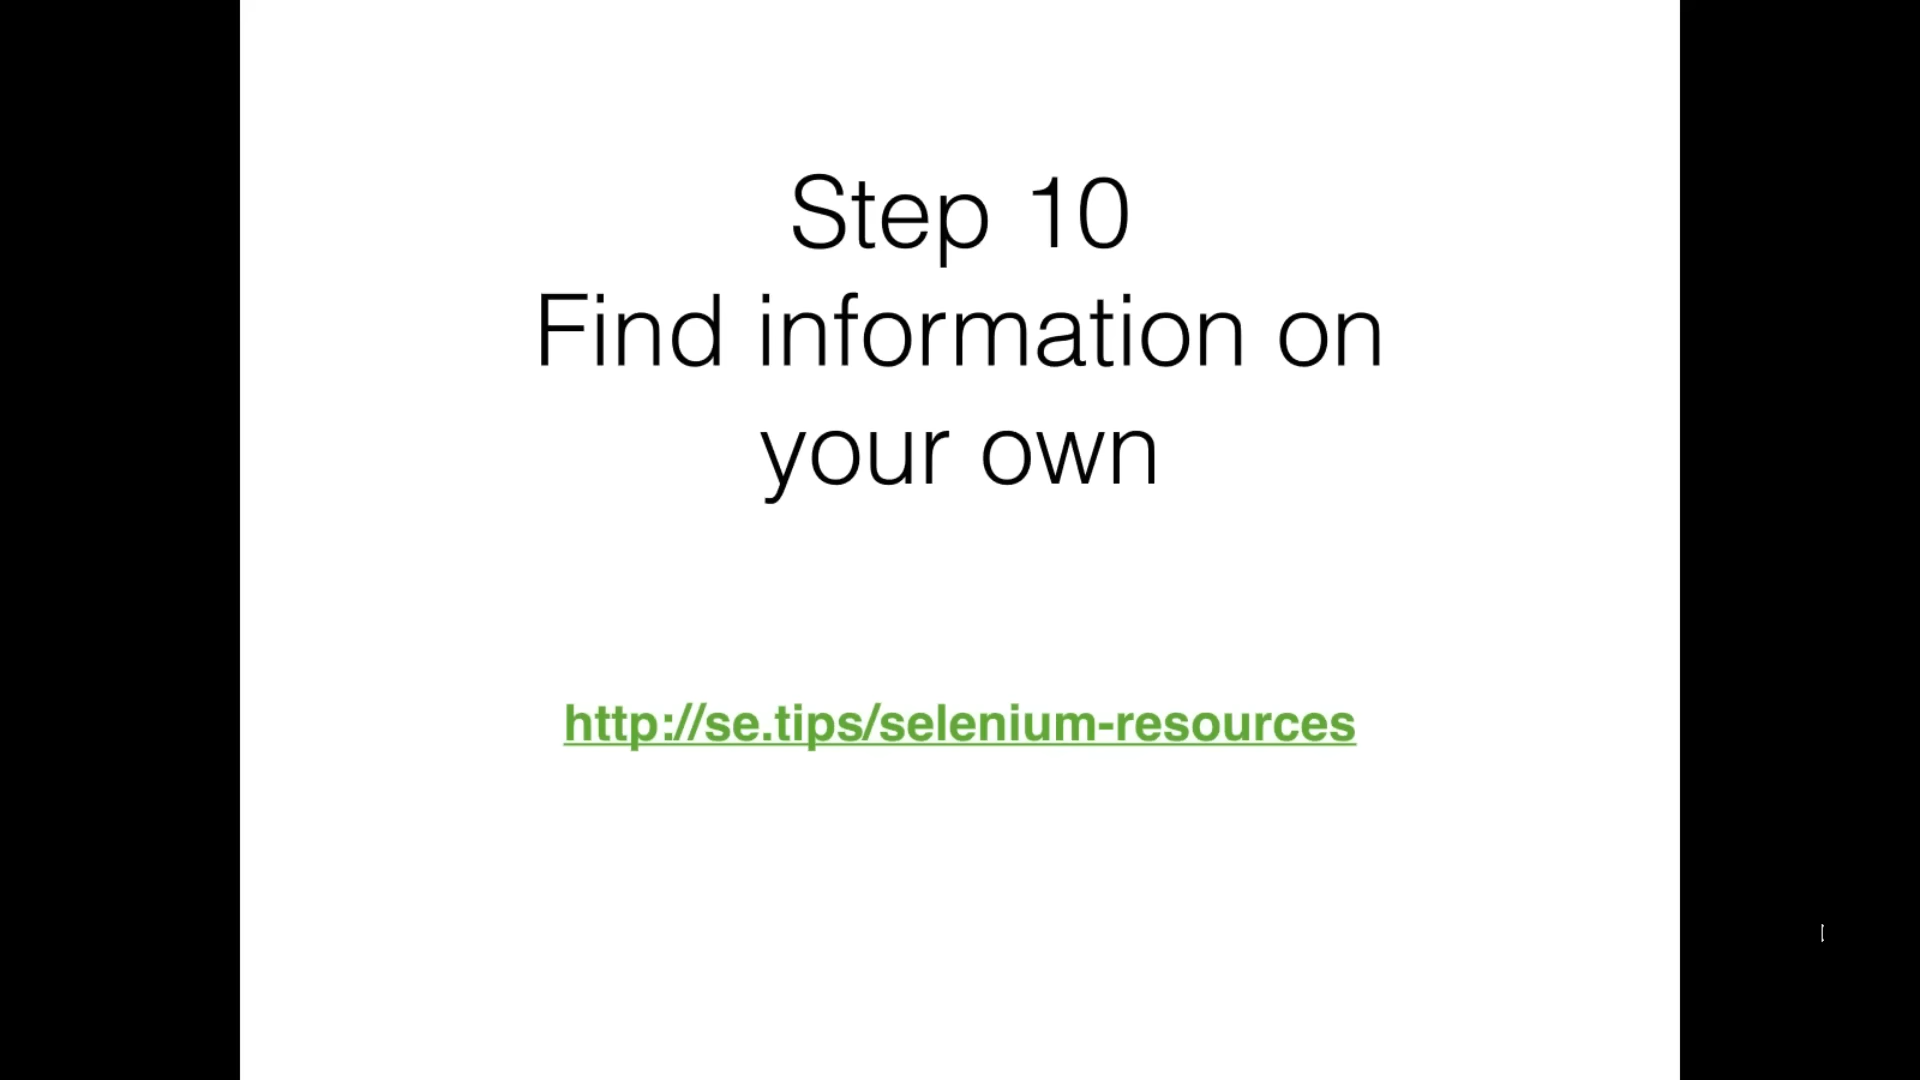 Step 10
Find information on
your own
http://se.tips/selenium-resources